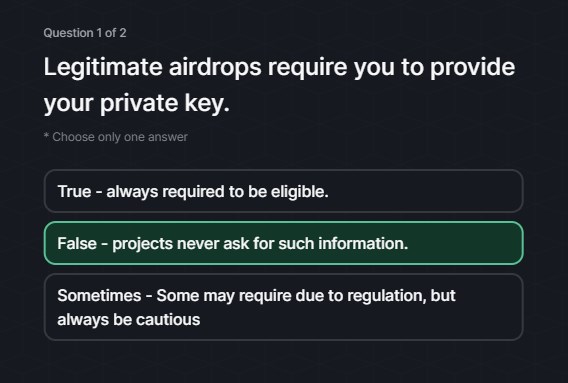 Question 1 of 2
Legitimate airdrops require you to provide
your private key.
* Choose only one answer
True - always required to be eligible.
False - projects never ask for such information.
Sometimes - Some may require due to regulation, but
always be cautious